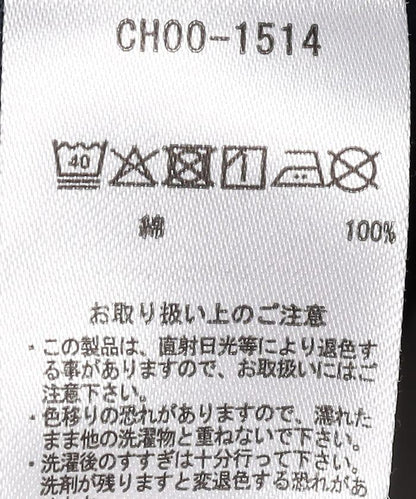 CH00-1514
40
綿 100%
お取り扱い上のご注意
・この製品は、直射日光等により退色す
る事がありますので、お取扱いにはご
注意下さい。
・色移りの恐れがありますので、濡れた
まま他の洗濯物と重ねないで下さい。
・洗濯後のすすぎは十分行って下さい。
洗剤が残りますと変退色する恐れがあ